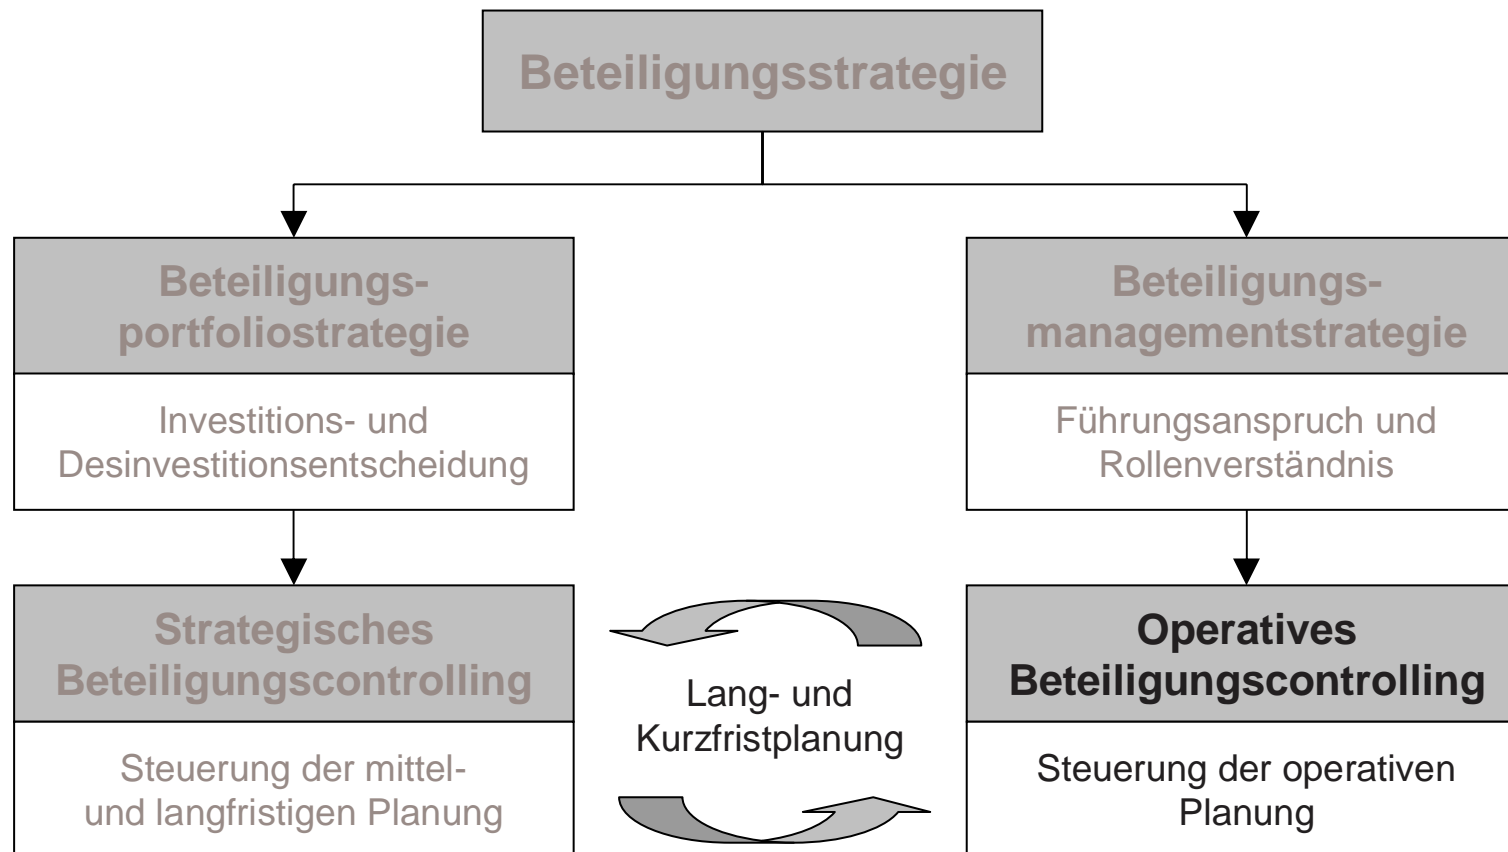 Beteiligungsstrategie
Beteiligungs-
portfoliostrategie
Investitions- und
Desinvestitionsentscheidung
Beteiligungs-
managementstrategie
Führungsanspruch und
Rollenverständnis
Strategisches
Beteiligungscontrolling
Steuerung der mittel-
und langfristigen Planung
Lang- und
Kurzfristplanung
Operatives
Beteiligungscontrolling
Steuerung der operativen
Planung